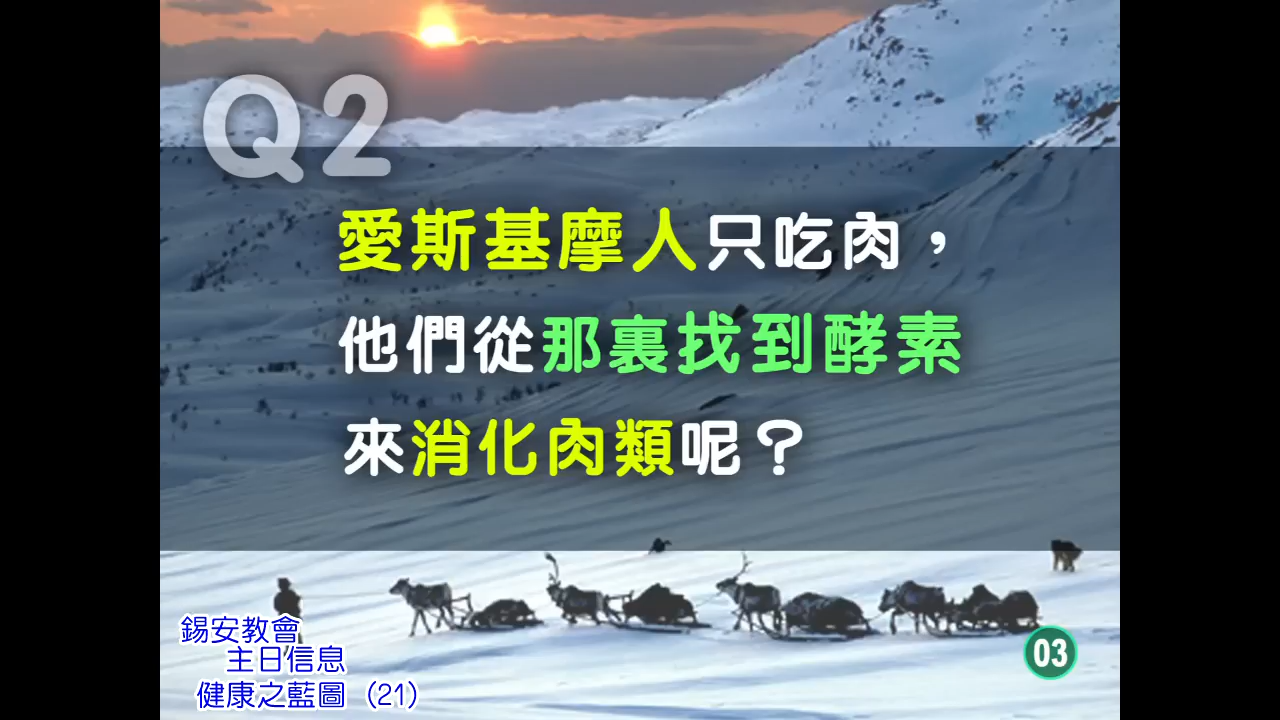 Q2
愛斯基摩人只吃肉，
他們從那裏找到酵素
來消化肉類呢？
錫安教會
主日信息
健康之藍圖 (21)
03